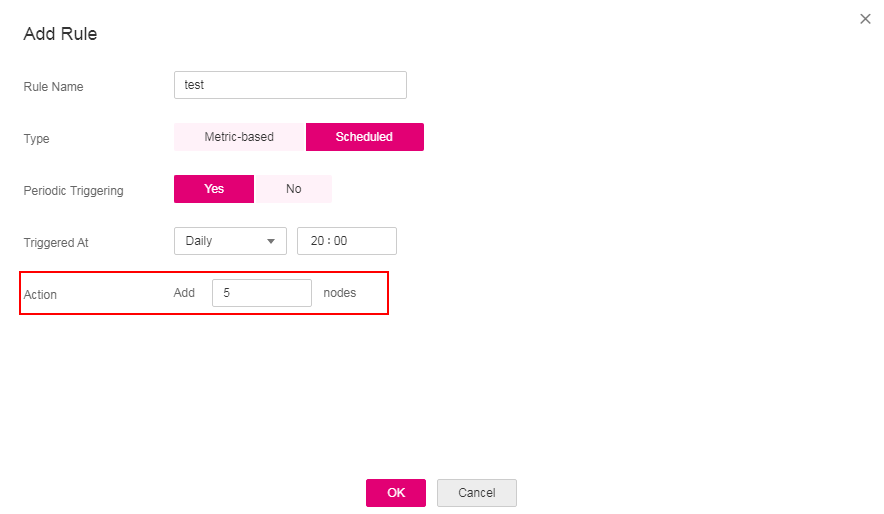 Add Rule
Rule Name test
Type Metric-based Scheduled
Periodic Triggering Yes No
Triggered At Daily 20 : 00
Action Add 5 nodes
OK Cancel